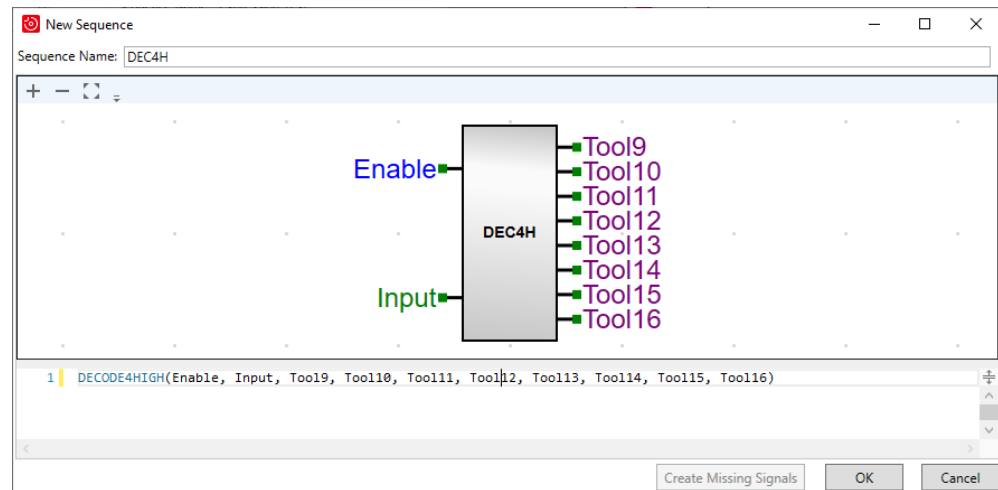 New Sequence
Sequence Name: DEC4H
Enable
Input
DEC4H
Tool9
Tool10
Tool11
Tool12
Tool13
Tool14
Tool15
Tool16
1 DECODE4HIGH(Enable, Input, Tool9, Tool10, Tool11, Tool12, Tool13, Tool14, Tool15, Tool16)
Create Missing Signals OK Cancel